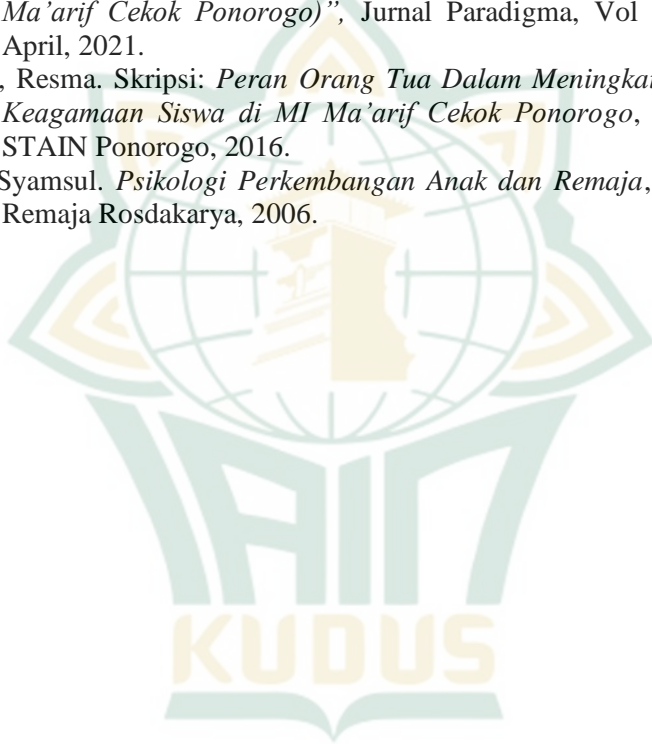 Ma’arif Cekok Ponorogo)”, Jurnal Paradigma, Vol
April, 2021.
, Resma. Skripsi: Peran Orang Tua Dalam Meningkat
Keagamaan Siswa di MI Ma’arif Cekok Ponorogo,
STAIN Ponorogo, 2016.
Syamsul. Psikologi Perkembangan Anak dan Remaja,
Remaja Rosdakarya, 2006.
IAIN
KUDUS